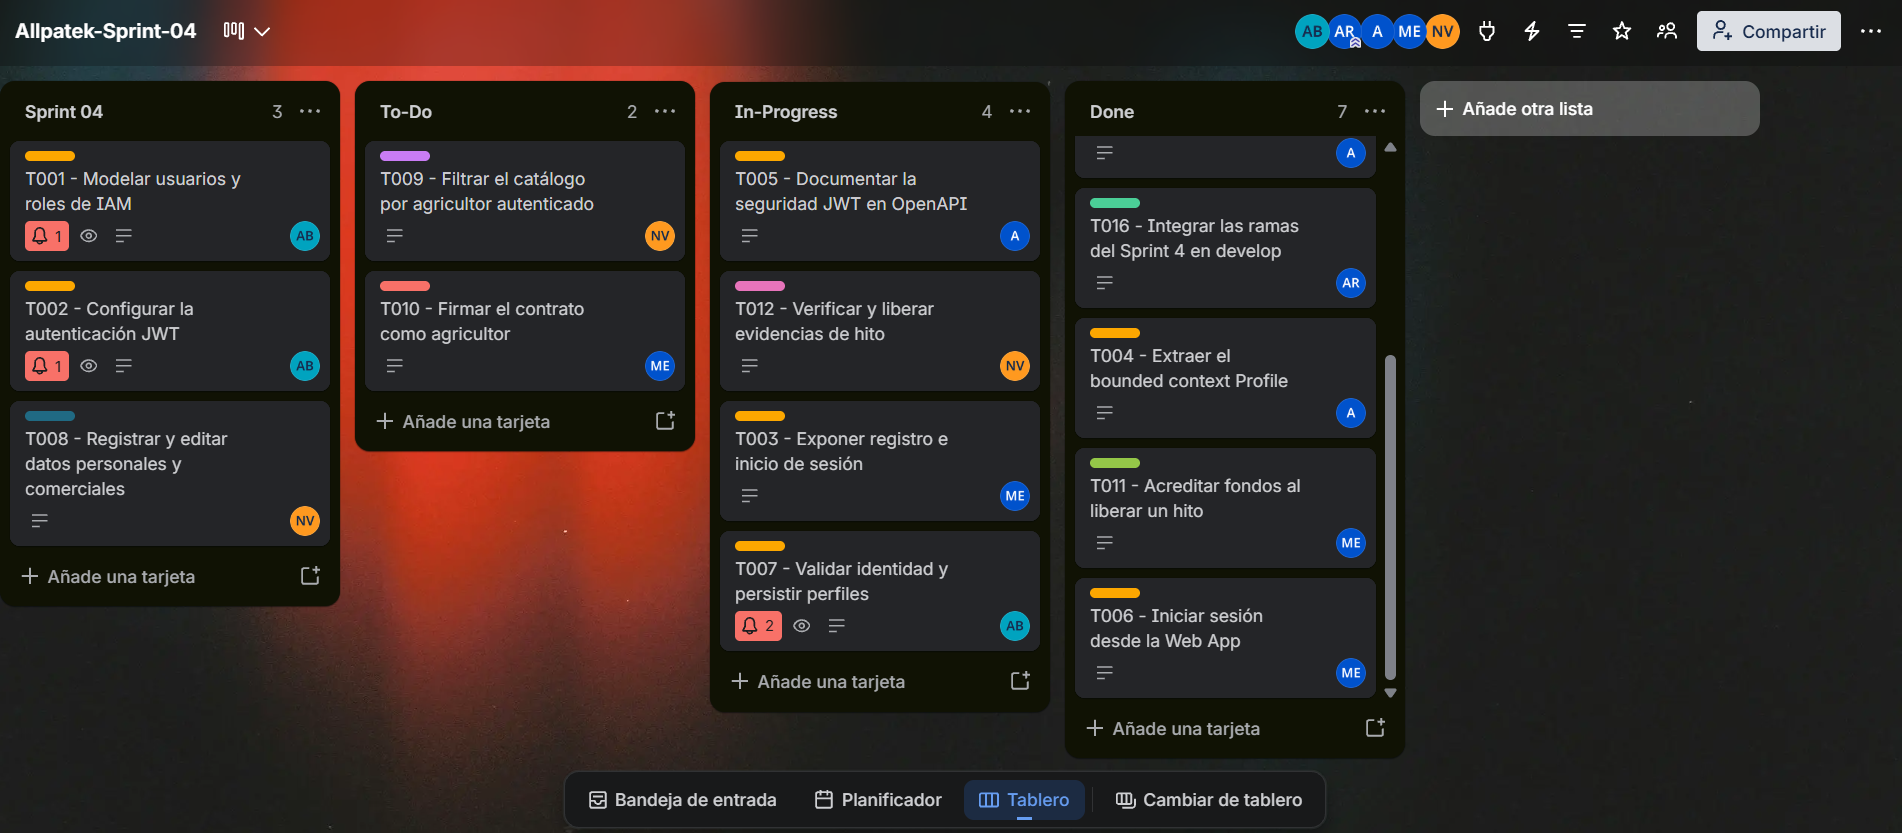 Allpatek-Sprint-04
AB AR A ME NV
Compartir
Sprint 04 3
T001 - Modelar usuarios y
roles de IAM
1 AB
T002 - Configurar la
autenticación JWT
1 AB
T008 - Registrar y editar
datos personales y
comerciales
NV
Añade una tarjeta
To-Do 2
T009 - Filtrar el catálogo
por agricultor autenticado
NV
T010 - Firmar el contrato
como agricultor
ME
Añade una tarjeta
In-Progress 4
T005 - Documentar la
seguridad JWT en OpenAPI
A
T012 - Verificar y liberar
evidencias de hito
NV
T003 - Exponer registro e
inicio de sesión
ME
T007 - Validar identidad y
persistir perfiles
2 AB
Añade una tarjeta
Done 7
A
T016 - Integrar las ramas
del Sprint 4 en develop
AR
T004 - Extraer el
bounded context Profile
A
T011 - Acreditar fondos al
liberar un hito
ME
T006 - Iniciar sesión
desde la Web App
ME
Añade una tarjeta
Añade otra lista
Bandeja de entrada
Planificador
Tablero
Cambiar de tablero